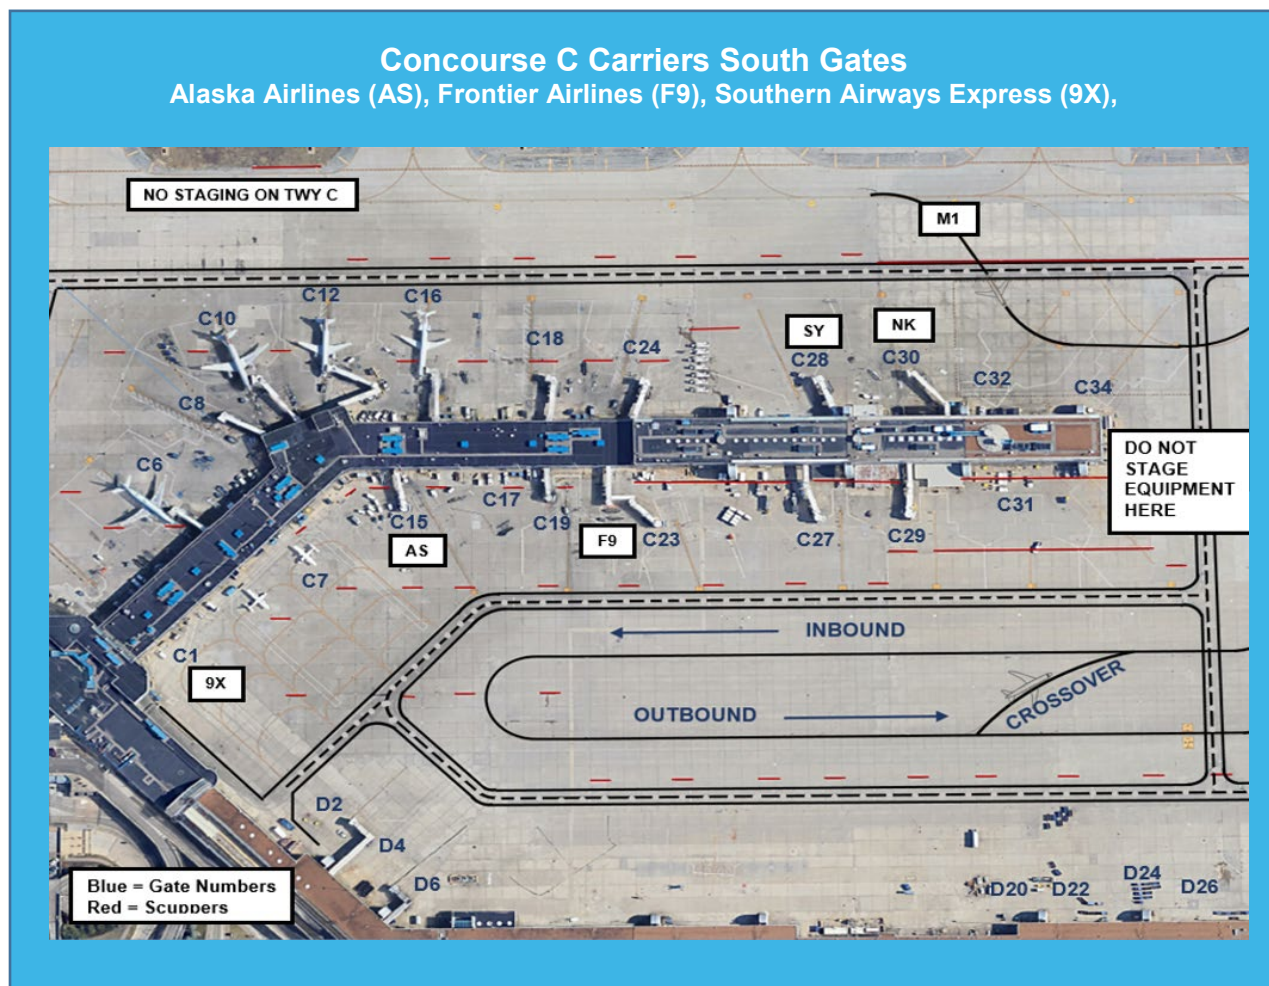 Concourse C Carriers South Gates
Alaska Airlines (AS), Frontier Airlines (F9), Southern Airways Express (9X),
NO STAGING ON TWY C
M1
C12
C16
C10
SY
NK
C18
C24
C28
C30
C32
C34
C8
DO NOT
STAGE
EQUIPMENT
HERE
C6
C17
C31
C15
C19
AS
F9
C23
C27
C29
C7
INBOUND
C1
9X
CROSSOVER
OUTBOUND
D2
D4
D6
D20
D22
D24
D26
Blue = Gate Numbers
Red = Scuppers